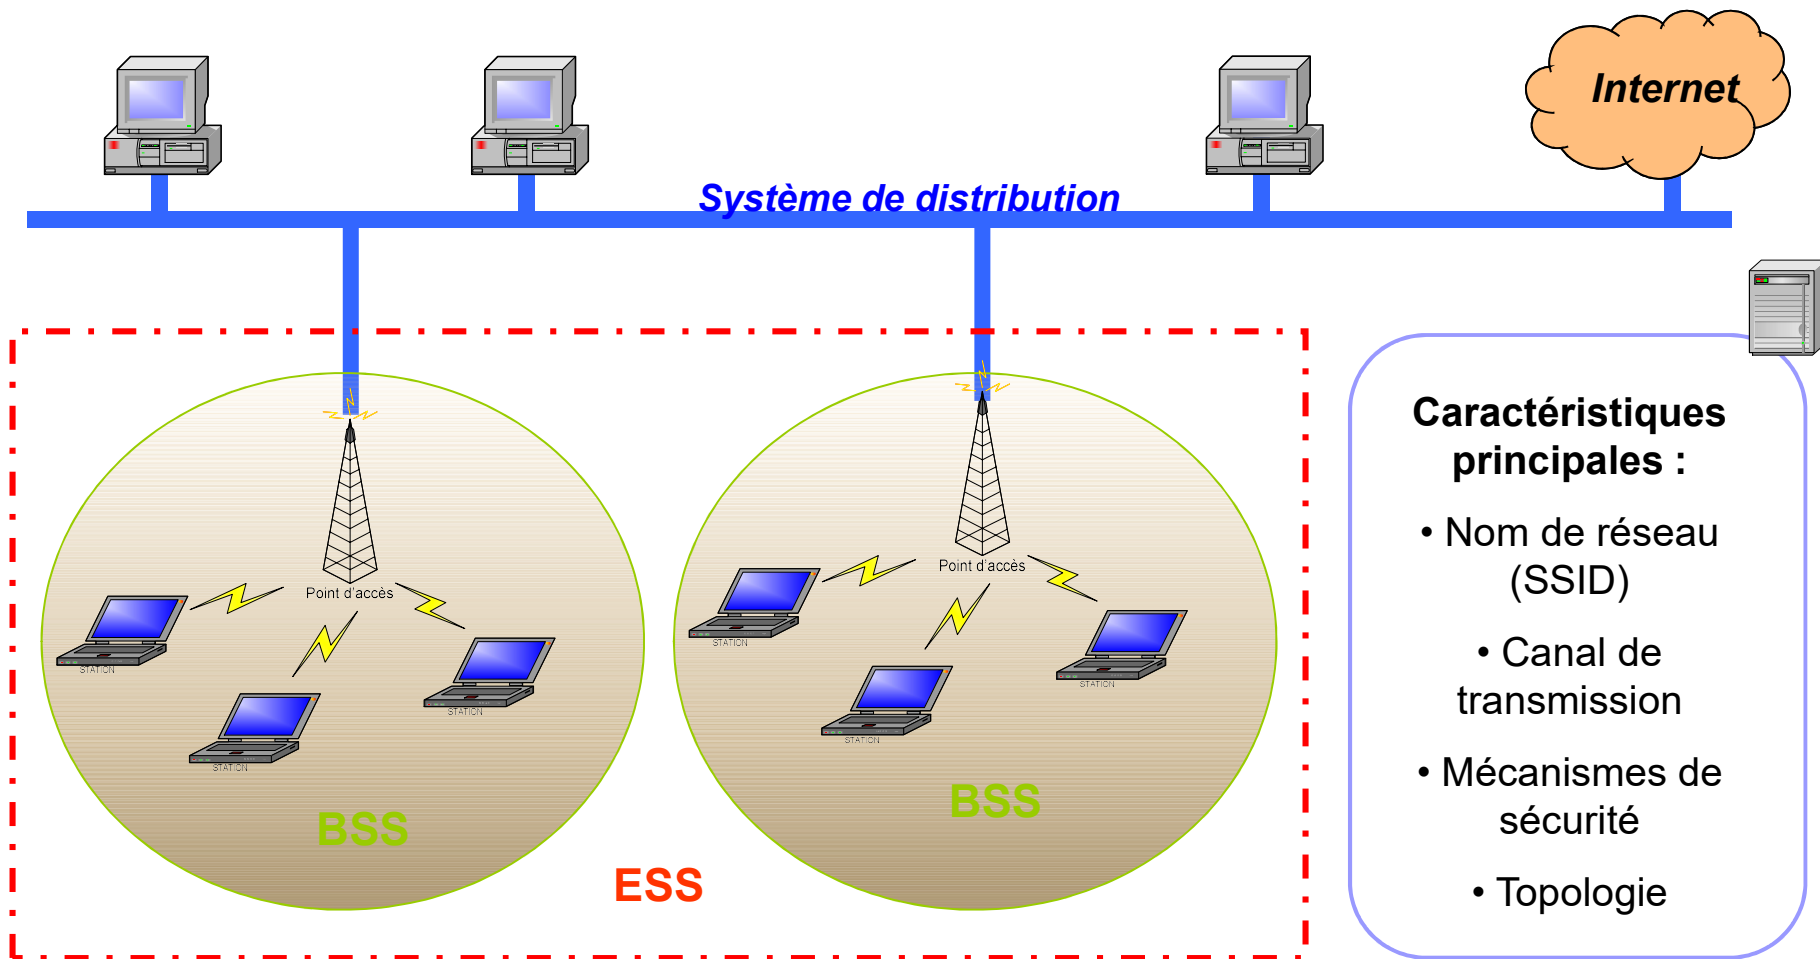 Internet
Système de distribution
Point d'accès
STATION
STATION
STATION
BSS
Point d'accès
STATION
STATION
STATION
BSS
ESS
Caractéristiques
principales :
• Nom de réseau
(SSID)
• Canal de
transmission
• Mécanismes de
sécurité
• Topologie